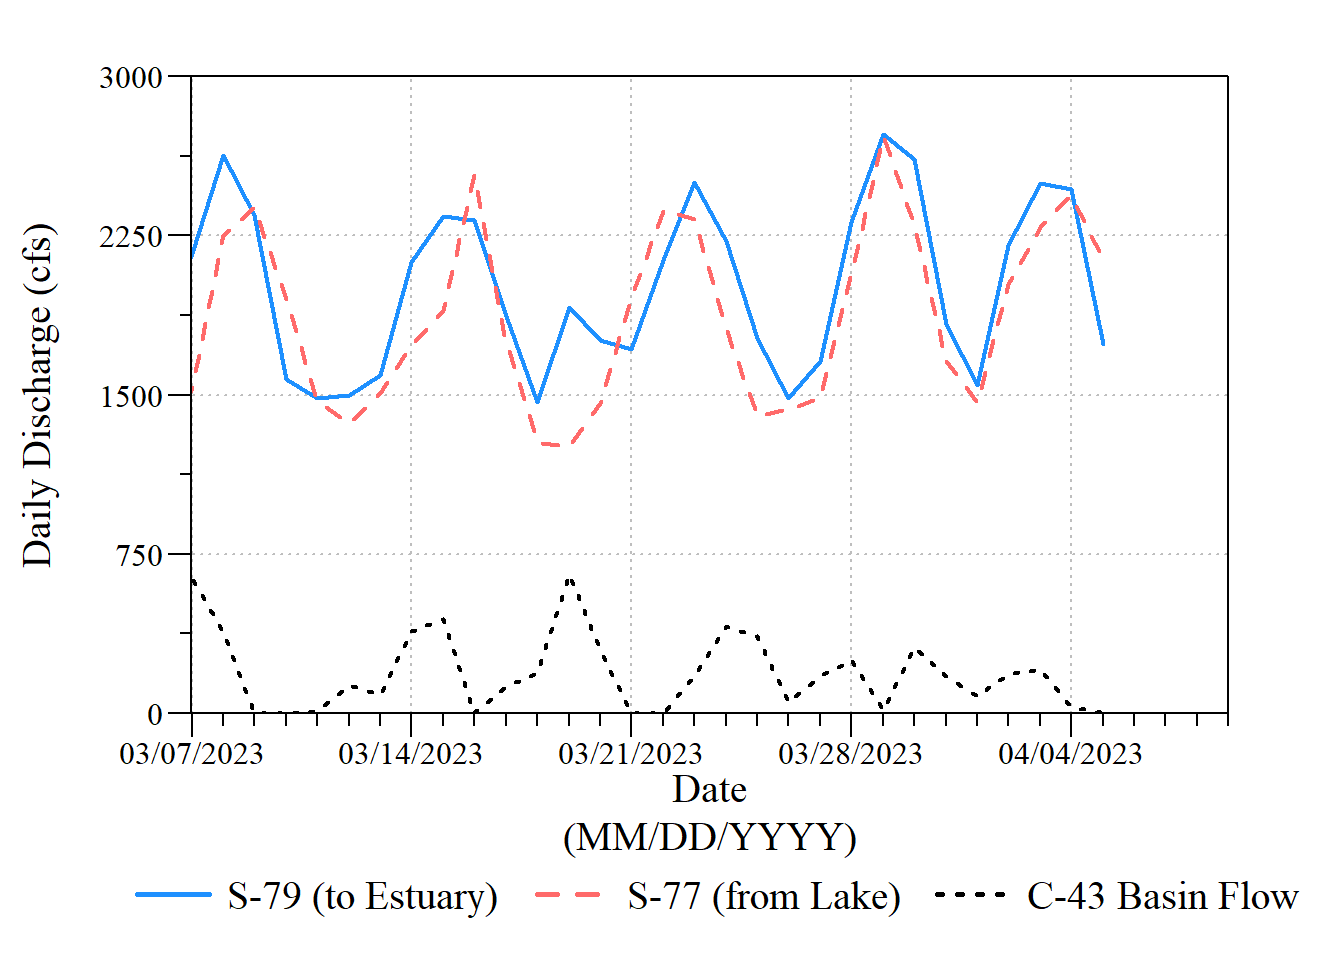 3000
2250
1500
750
0
Daily Discharge (cfs)
03/07/2023 03/14/2023 03/21/2023 03/28/2023 04/04/2023
Date
(MM/DD/YYYY)
S-79 (to Estuary) S-77 (from Lake) C-43 Basin Flow